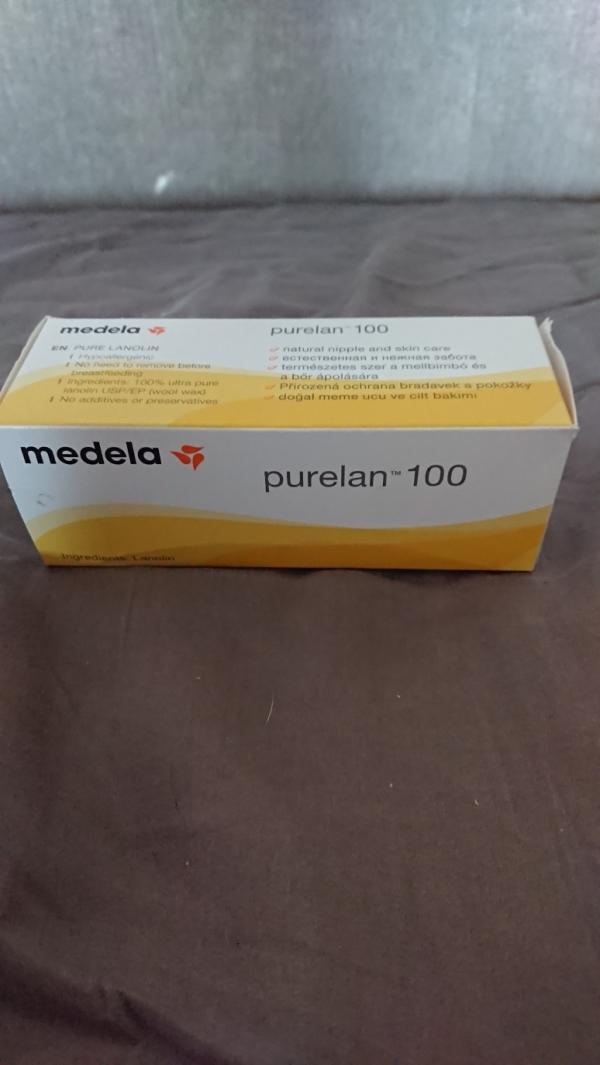 medela
purelan™ 100
EN PURE LANOLIN
Hypoallergenic
No need to remove before
breastfeeding
Ingredients: 100% ultra pure
lanolin USP/EP (wool wax)
No additives or preservatives
natural nipple and skin care
естественная и нежная забота
természetes szer a mellbimbó és
a bőr ápolására
Přirozená ochrana bradavek a pokožky
doğal meme ucu ve cilt bakımı
medela
purelan™ 100
Ingredients: Lanolin